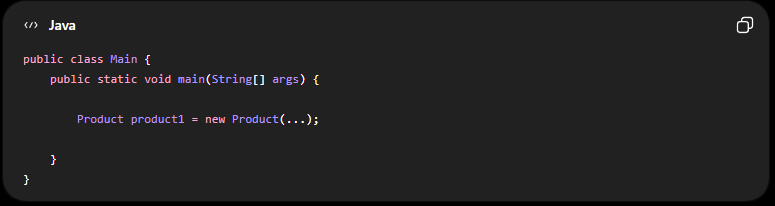 </> Java
public class Main {
    public static void main(String[] args) {
        Product product1 = new Product(...);
    }
}